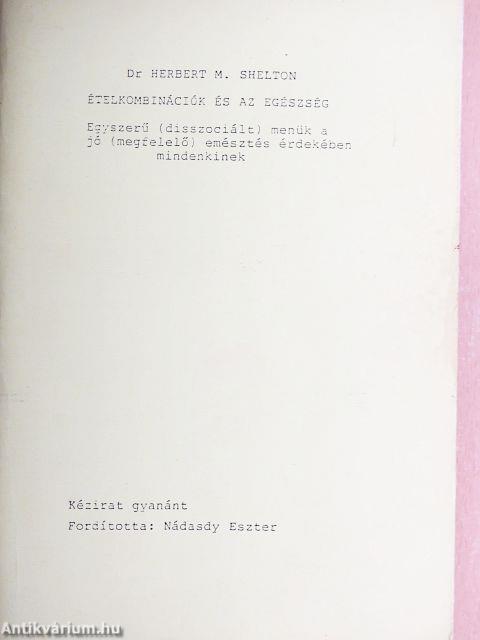 Dr HERBERT M. SHELTON
ÉTELKOMBINÁCIÓK ÉS AZ EGÉSZSÉG
Egyszerű (disszociált) menük a
jó (megfelelő) emésztés érdekében
mindenkinek
Kézirat gyanánt
Fordította: Nádasdy Eszter
Antikvárium.hu